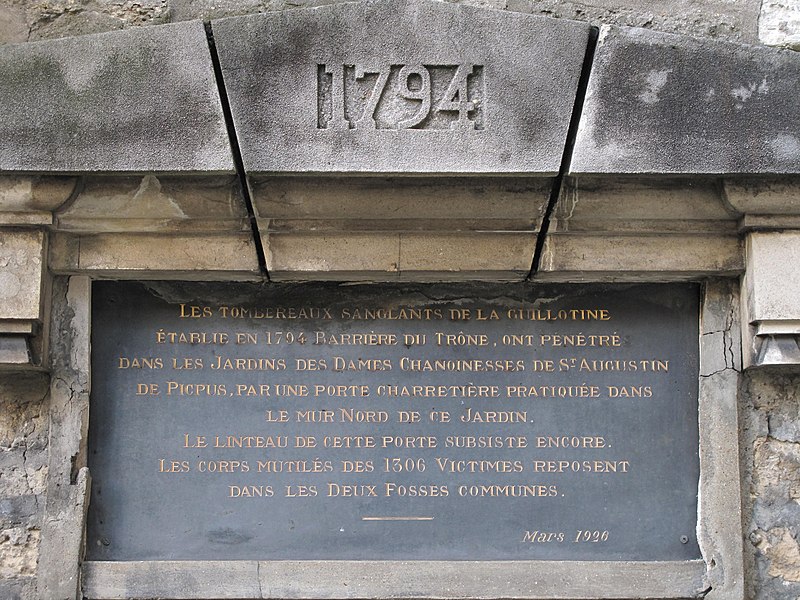 1794
LES TOMBEREAUX SANGLANTS DE LA GUILLOTINE
ÉTABLIE EN 1794 BARRIÈRE DU TRÔNE, ONT PENÉTRÉS
DANS LES JARDINS DES DAMES CHANOINESSES DE ST AUGUSTIN
DE PICPUS, PAR UNE PORTE CHARRETIÈRE PRATIQUÉE DANS
LE MUR NORD DE CE JARDIN.
LE LINTEAU DE CETTE PORTE SUBSISTE ENCORE.
LES CORPS MUTILÉS DES 1306 VICTIMES REPOSENT
DANS LES DEUX FOSSES COMMUNES.
Mars 1926